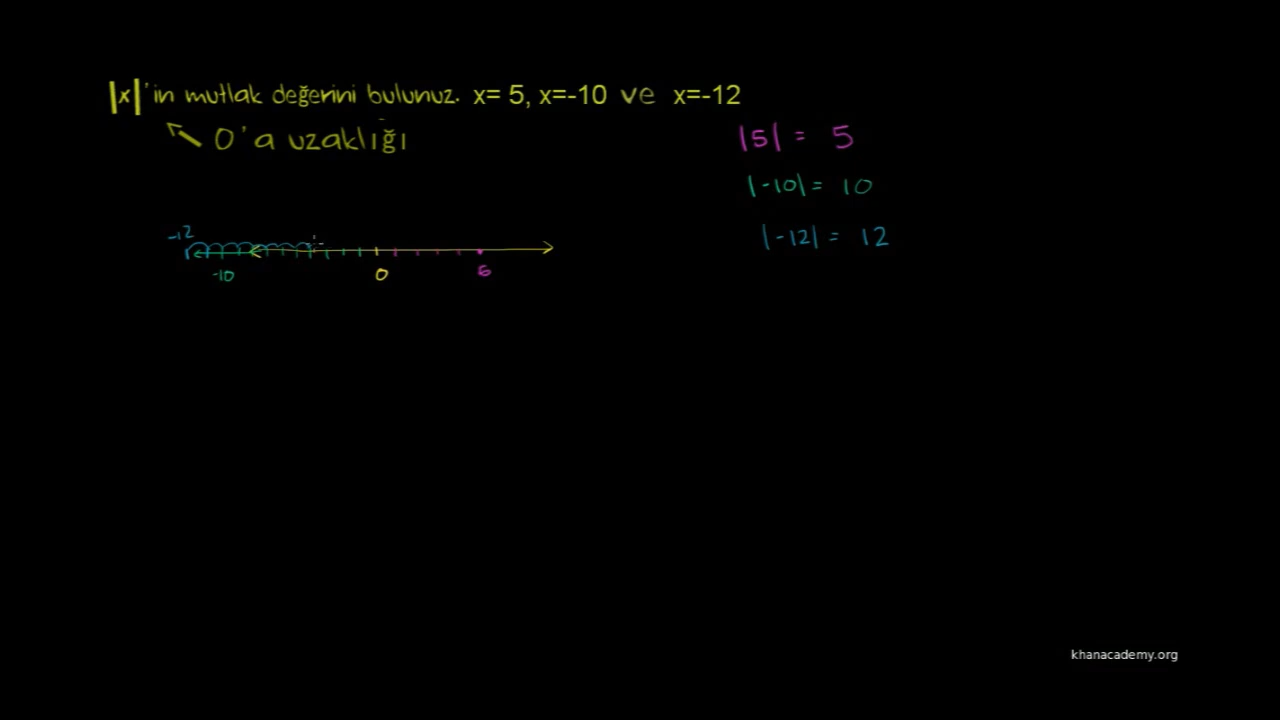 |x|'in mutlak değerini bulunuz. x= 5, x=-10 ve x=-12
0'a uzaklığı
|5| = 5
|-10| = 10
|-12| = 12
-12
-10 0 5
khanacademy.org